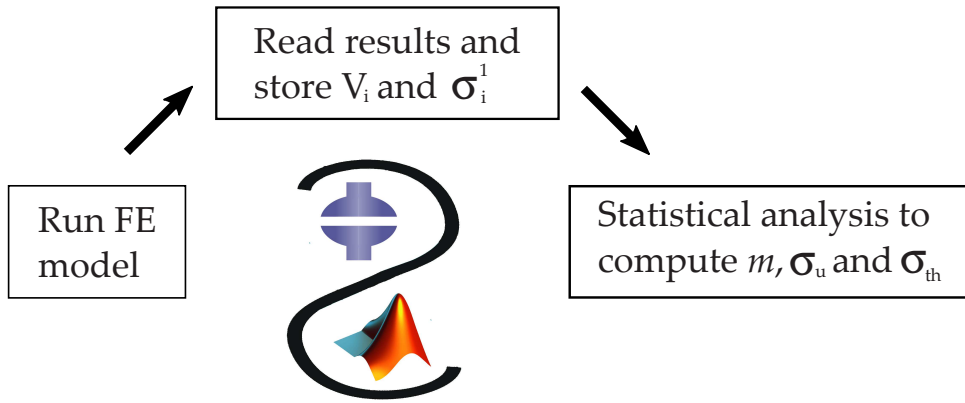 Read results and
store Vᵢ and σᵢ¹
Run FE
model
Statistical analysis to
compute m, σᵤ and σₜₕ